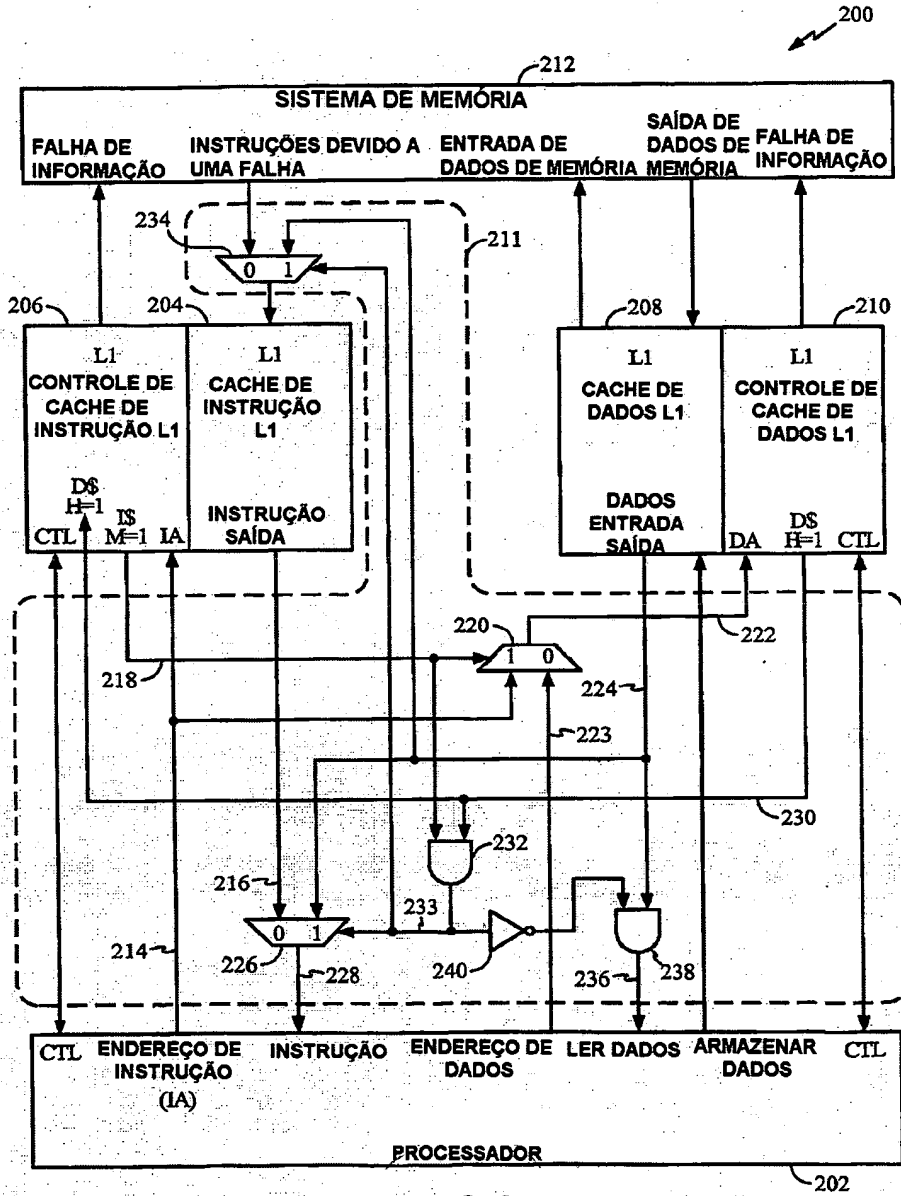 200
212
SISTEMA DE MEMÓRIA
FALHA DE
INFORMAÇÃO
INSTRUÇÕES DEVIDO A
UMA FALHA
ENTRADA DE
DADOS DE MEMÓRIA
SAÍDA DE
DADOS DE
MEMÓRIA
FALHA DE
INFORMAÇÃO
234
0 1
211
206
204
208
210
L1
CONTROLE DE
CACHE DE
INSTRUÇÃO L1
D$
H=1
CTL
I$
M=1
IA
L1
CACHE DE
INSTRUÇÃO
L1
INSTRUÇÃO
SAÍDA
L1
CACHE DE
DADOS L1
DADOS
ENTRADA
SAÍDA
L1
CONTROLE DE
CACHE DE
DADOS L1
DA
D$
H=1
CTL
220
1 0
222
218
224
223
230
232
216
233
0 1
214
226
228
240
236
238
CTL
ENDEREÇO DE
INSTRUÇÃO
(IA)
INSTRUÇÃO
ENDEREÇO DE
DADOS
LER DADOS
ARMAZENAR
DADOS
CTL
PROCESSADOR
202